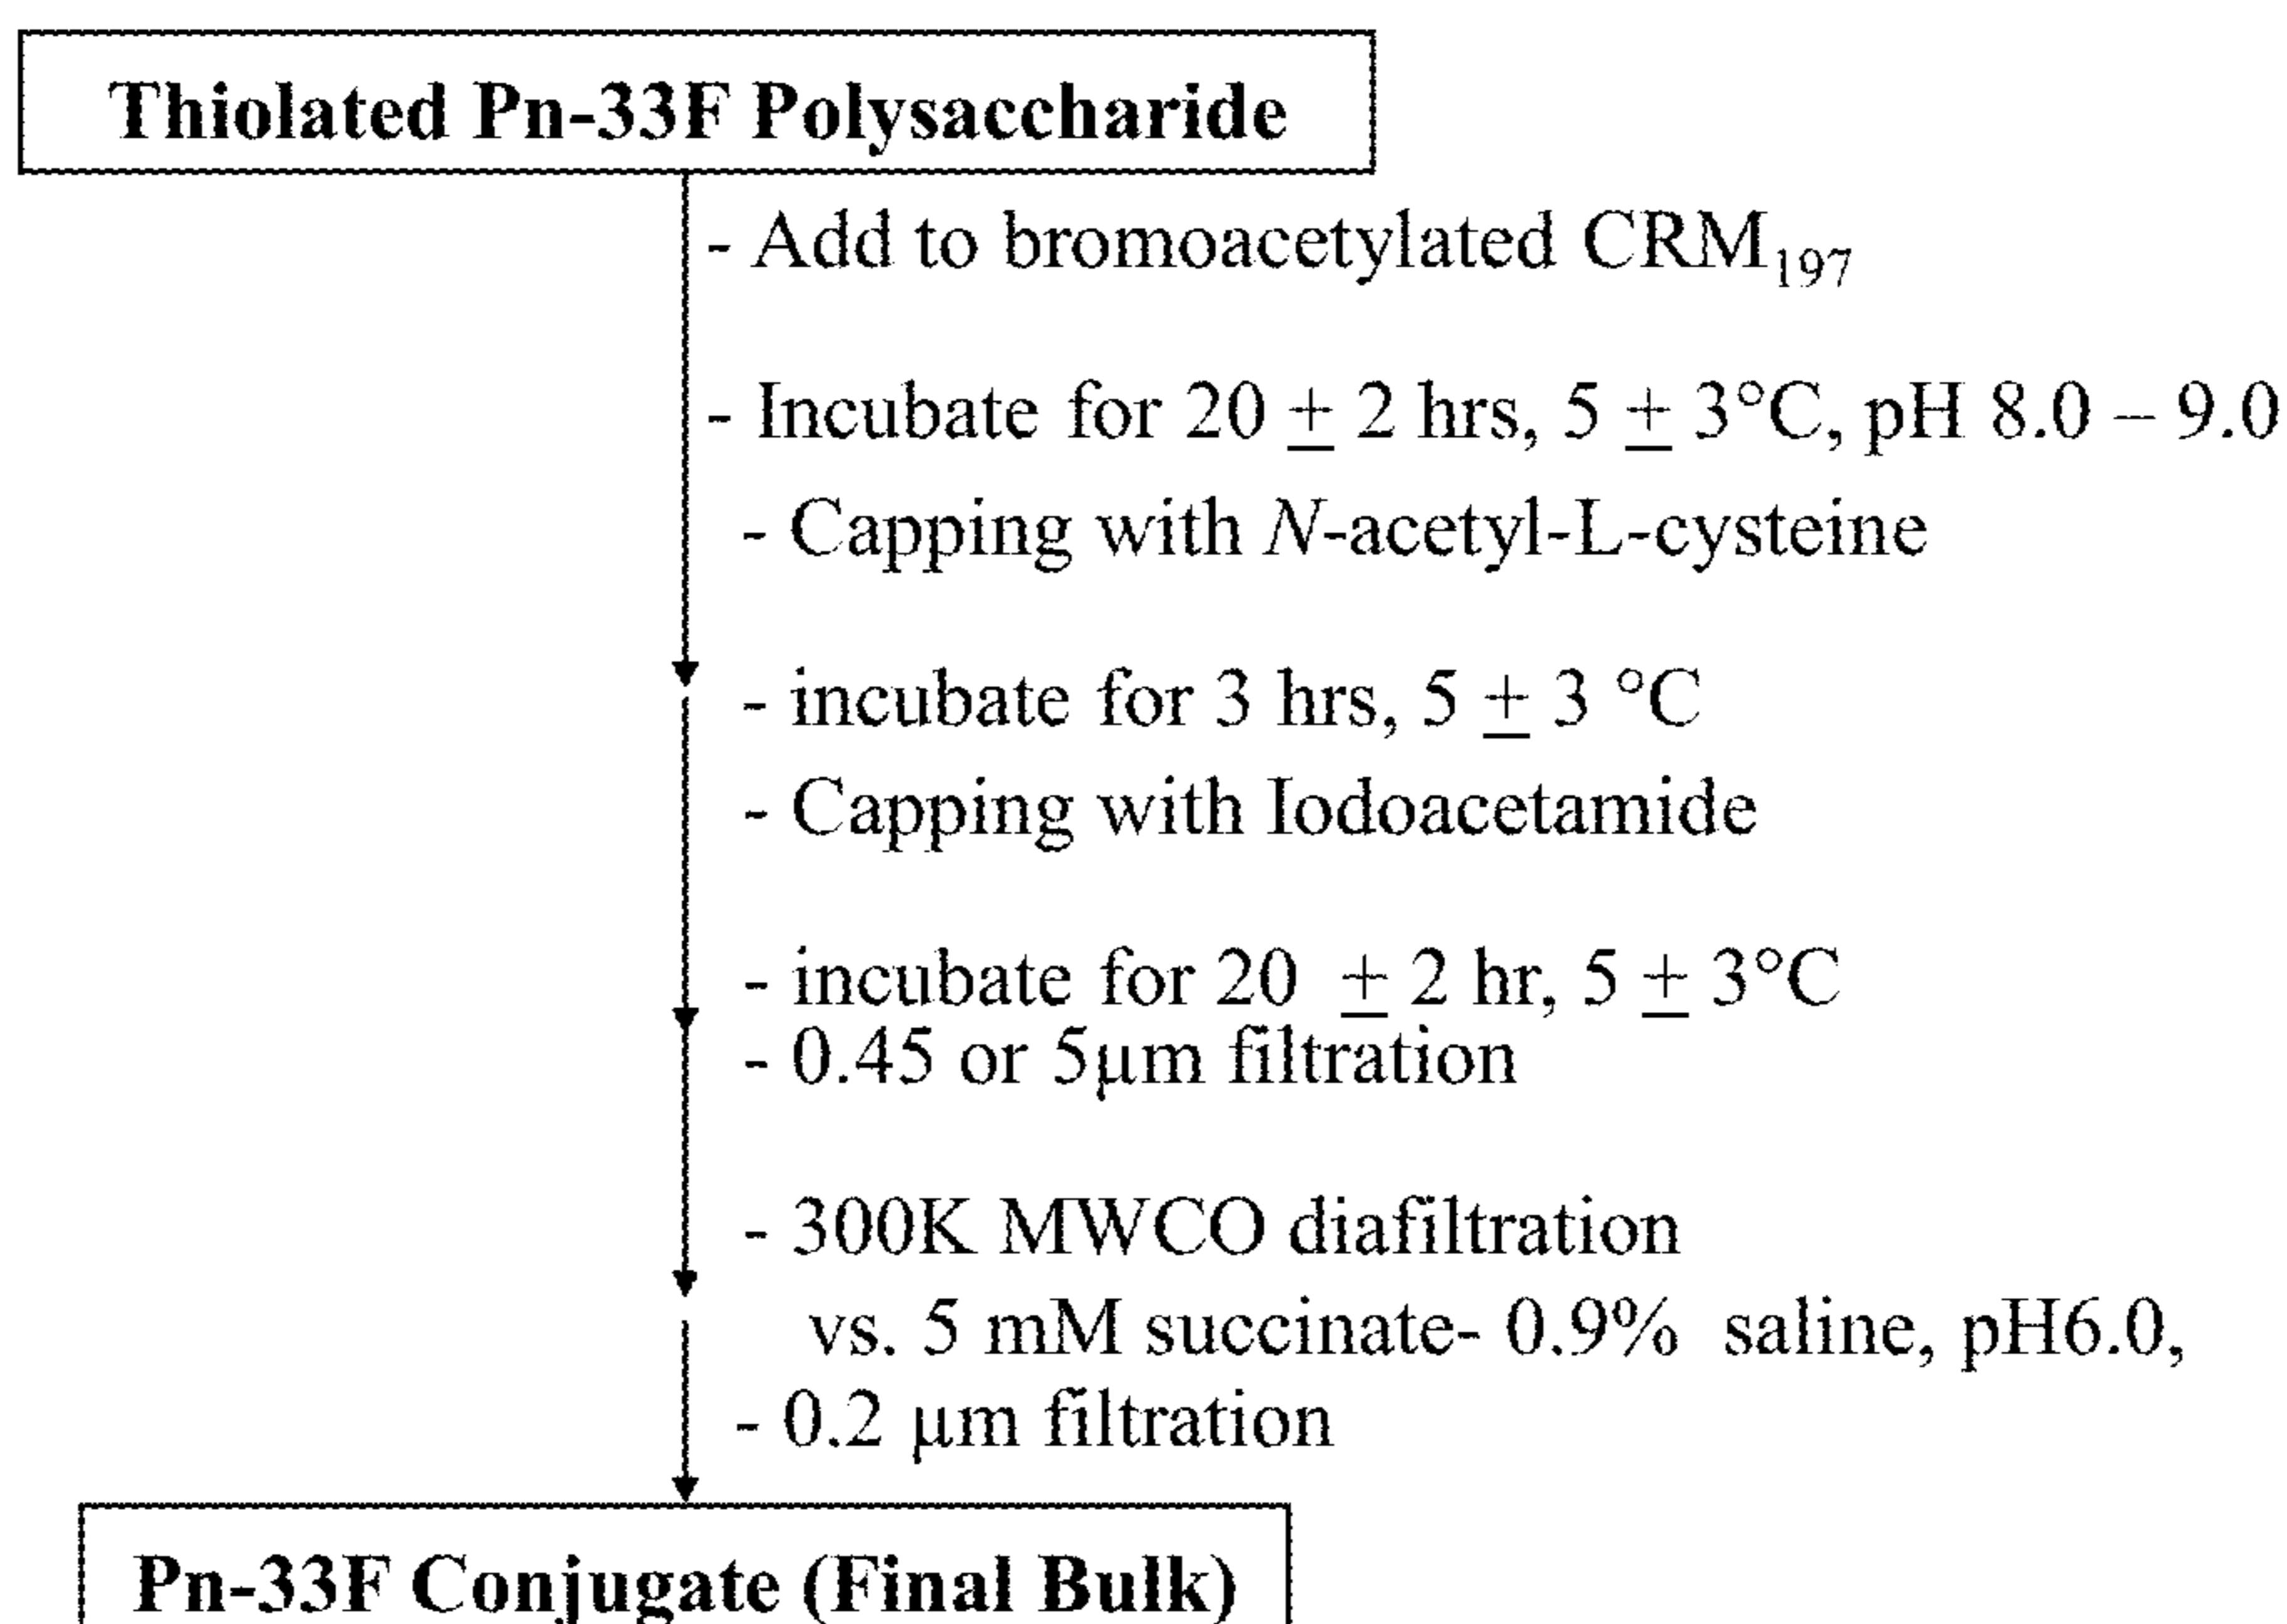 Thiolated Pn-33F Polysaccharide
- Add to bromoacetylated CRM₁₉₇
- Incubate for 20 ± 2 hrs, 5 ± 3°C, pH 8.0 – 9.0
- Capping with N-acetyl-L-cysteine
- incubate for 3 hrs, 5 ± 3 °C
- Capping with Iodoacetamide
- incubate for 20 ± 2 hr, 5 ± 3°C
- 0.45 or 5μm filtration
- 300K MWCO diafiltration
vs. 5 mM succinate- 0.9% saline, pH6.0,
- 0.2 μm filtration
Pn-33F Conjugate (Final Bulk)